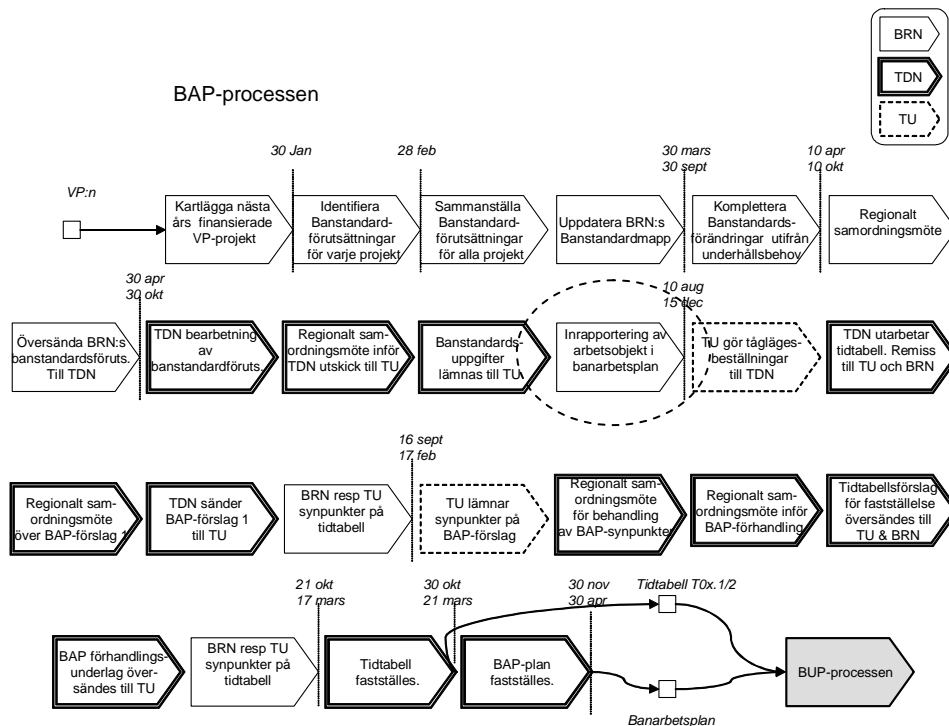 BRN
TDN
TU
BAP-processen
30 Jan
28 feb
30 mars
30 sept
10 apr
10 okt
VP:n
Kartlägga nästa
års finansierade
VP-projekt
Identifiera
Banstandard-
förutsättningar
för varje projekt
Sammanställa
Banstandard-
förutsättningar
för alla projekt
Uppdatera BRN:s
Banstandardmapp
Komplettera
Banstandards-
förändringar utifrån
underhållsbehov
Regionalt
samordningsmöte
30 apr
30 okt
10 aug
15 dec
Översända BRN:s
banstandardsföruts.
Till TDN
TDN bearbetning
av
banstandardföruts.
Regionalt sam-
ordningsmöte inför
TDN utskick till TU
Banstandards-
uppgifter
lämnas till TU
Inrapportering av
arbetsobjekt i
banarbetsplan
TU gör tågläges-
beställningar
till TDN
TDN utarbetar
tidtabell. Remiss
till TU och BRN
16 sept
17 feb
Regionalt sam-
ordningsmöte
över BAP-förslag 1
TDN sänder
BAP-förslag 1
till TU
BRN resp TU
synpunkter på
tidtabell
TU lämnar
synpunkter på
BAP-förslag
Regionalt sam-
ordningsmöte
för behandling
av BAP-synpunkter
Regionalt sam-
ordningsmöte inför
BAP-förhandling
Tidtabellsförslag
för fastställelse
översändes till
TU & BRN
21 okt
17 mars
30 okt
21 mars
30 nov
30 apr
Tidtabell T0x.1/2
BAP förhandlings-
underlag över-
sändes till TU
BRN resp TU
synpunkter på
tidtabell
Tidtabell
fastställes.
BAP-plan
fastställes.
BUP-processen
Banarbetsplan